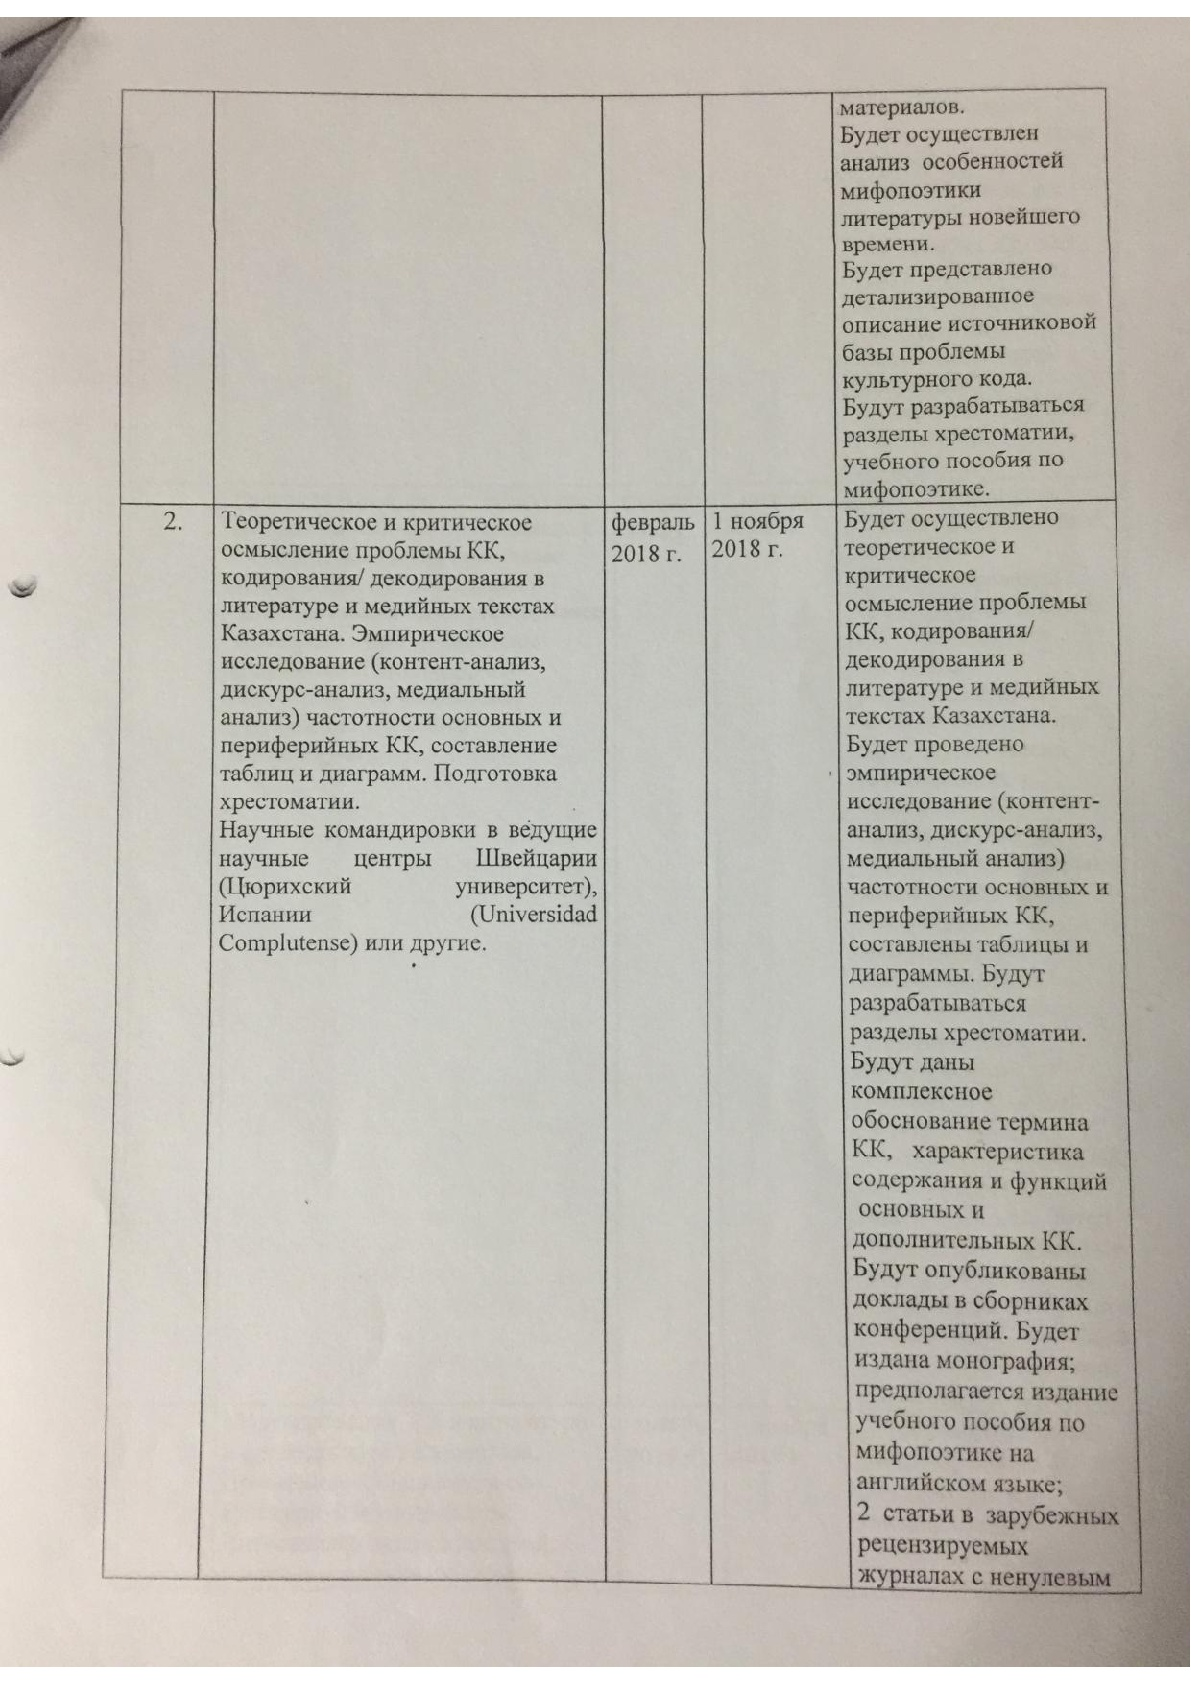 материалов.
Будет осуществлен
анализ особенностей
мифопоэтики
литературы новейшего
времени.
Будет представлено
детализированное
описание источниковой
базы проблемы
культурного кода.
Будут разрабатываться
разделы хрестоматии,
учебного пособия по
мифопоэтике.
2.
Теоретическое и критическое
осмысление проблемы КК,
кодирования/ декодирования в
литературе и медийных текстах
Казахстана. Эмпирическое
исследование (контент-анализ,
дискурс-анализ, медиальный
анализ) частотности основных и
периферийных КК, составление
таблиц и диаграмм. Подготовка
хрестоматии.
Научные командировки в ведущие
научные центры Швейцарии
(Цюрихский университет),
Испании (Universidad
Complutense) или другие.
февраль
2018 г.
1 ноября
2018 г.
Будет осуществлено
теоретическое и
критическое
осмысление проблемы
КК, кодирования/
декодирования в
литературе и медийных
текстах Казахстана.
Будет проведено
эмпирическое
исследование (контент-
анализ, дискурс-анализ,
медиальный анализ)
частотности основных и
периферийных КК,
составлены таблицы и
диаграммы. Будут
разрабатываться
разделы хрестоматии.
Будут даны
комплексное
обоснование термина
КК, характеристика
содержания и функций
основных и
дополнительных КК.
Будут опубликованы
доклады в сборниках
конференций. Будет
издана монография;
предполагается издание
учебного пособия по
мифопоэтике на
английском языке;
2 статьи в зарубежных
рецензируемых
журналах с ненулевым